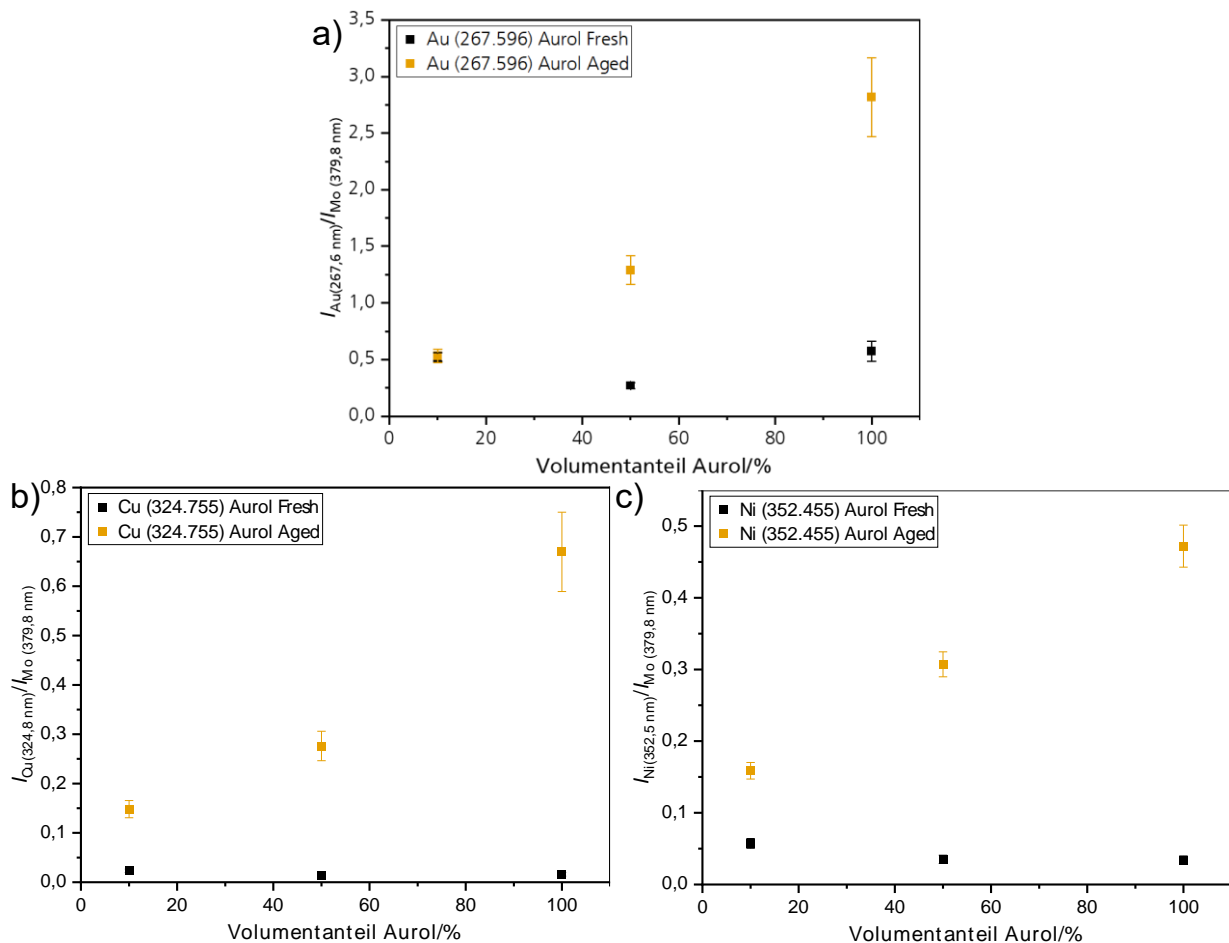 a)
3,5
3,0
2,5
2,0
1,5
1,0
0,5
0,0
Au (267.596) Aurol Fresh
Au (267.596) Aurol Aged
I Au(267,6 nm)/I Mo (379,8 nm)
0 20 40 60 80 100
Volumentanteil Aurol/%
b)
0,8
0,7
0,6
0,5
0,4
0,3
0,2
0,1
0,0
Cu (324.755) Aurol Fresh
Cu (324.755) Aurol Aged
I Cu(324,8 nm)/I Mo (379,8 nm)
0 20 40 60 80 100
Volumentanteil Aurol/%
c)
0,5
0,4
0,3
0,2
0,1
0,0
Ni (352.455) Aurol Fresh
Ni (352.455) Aurol Aged
I Ni(352,5 nm)/I Mo (379,8 nm)
0 20 40 60 80 100
Volumentanteil Aurol/%